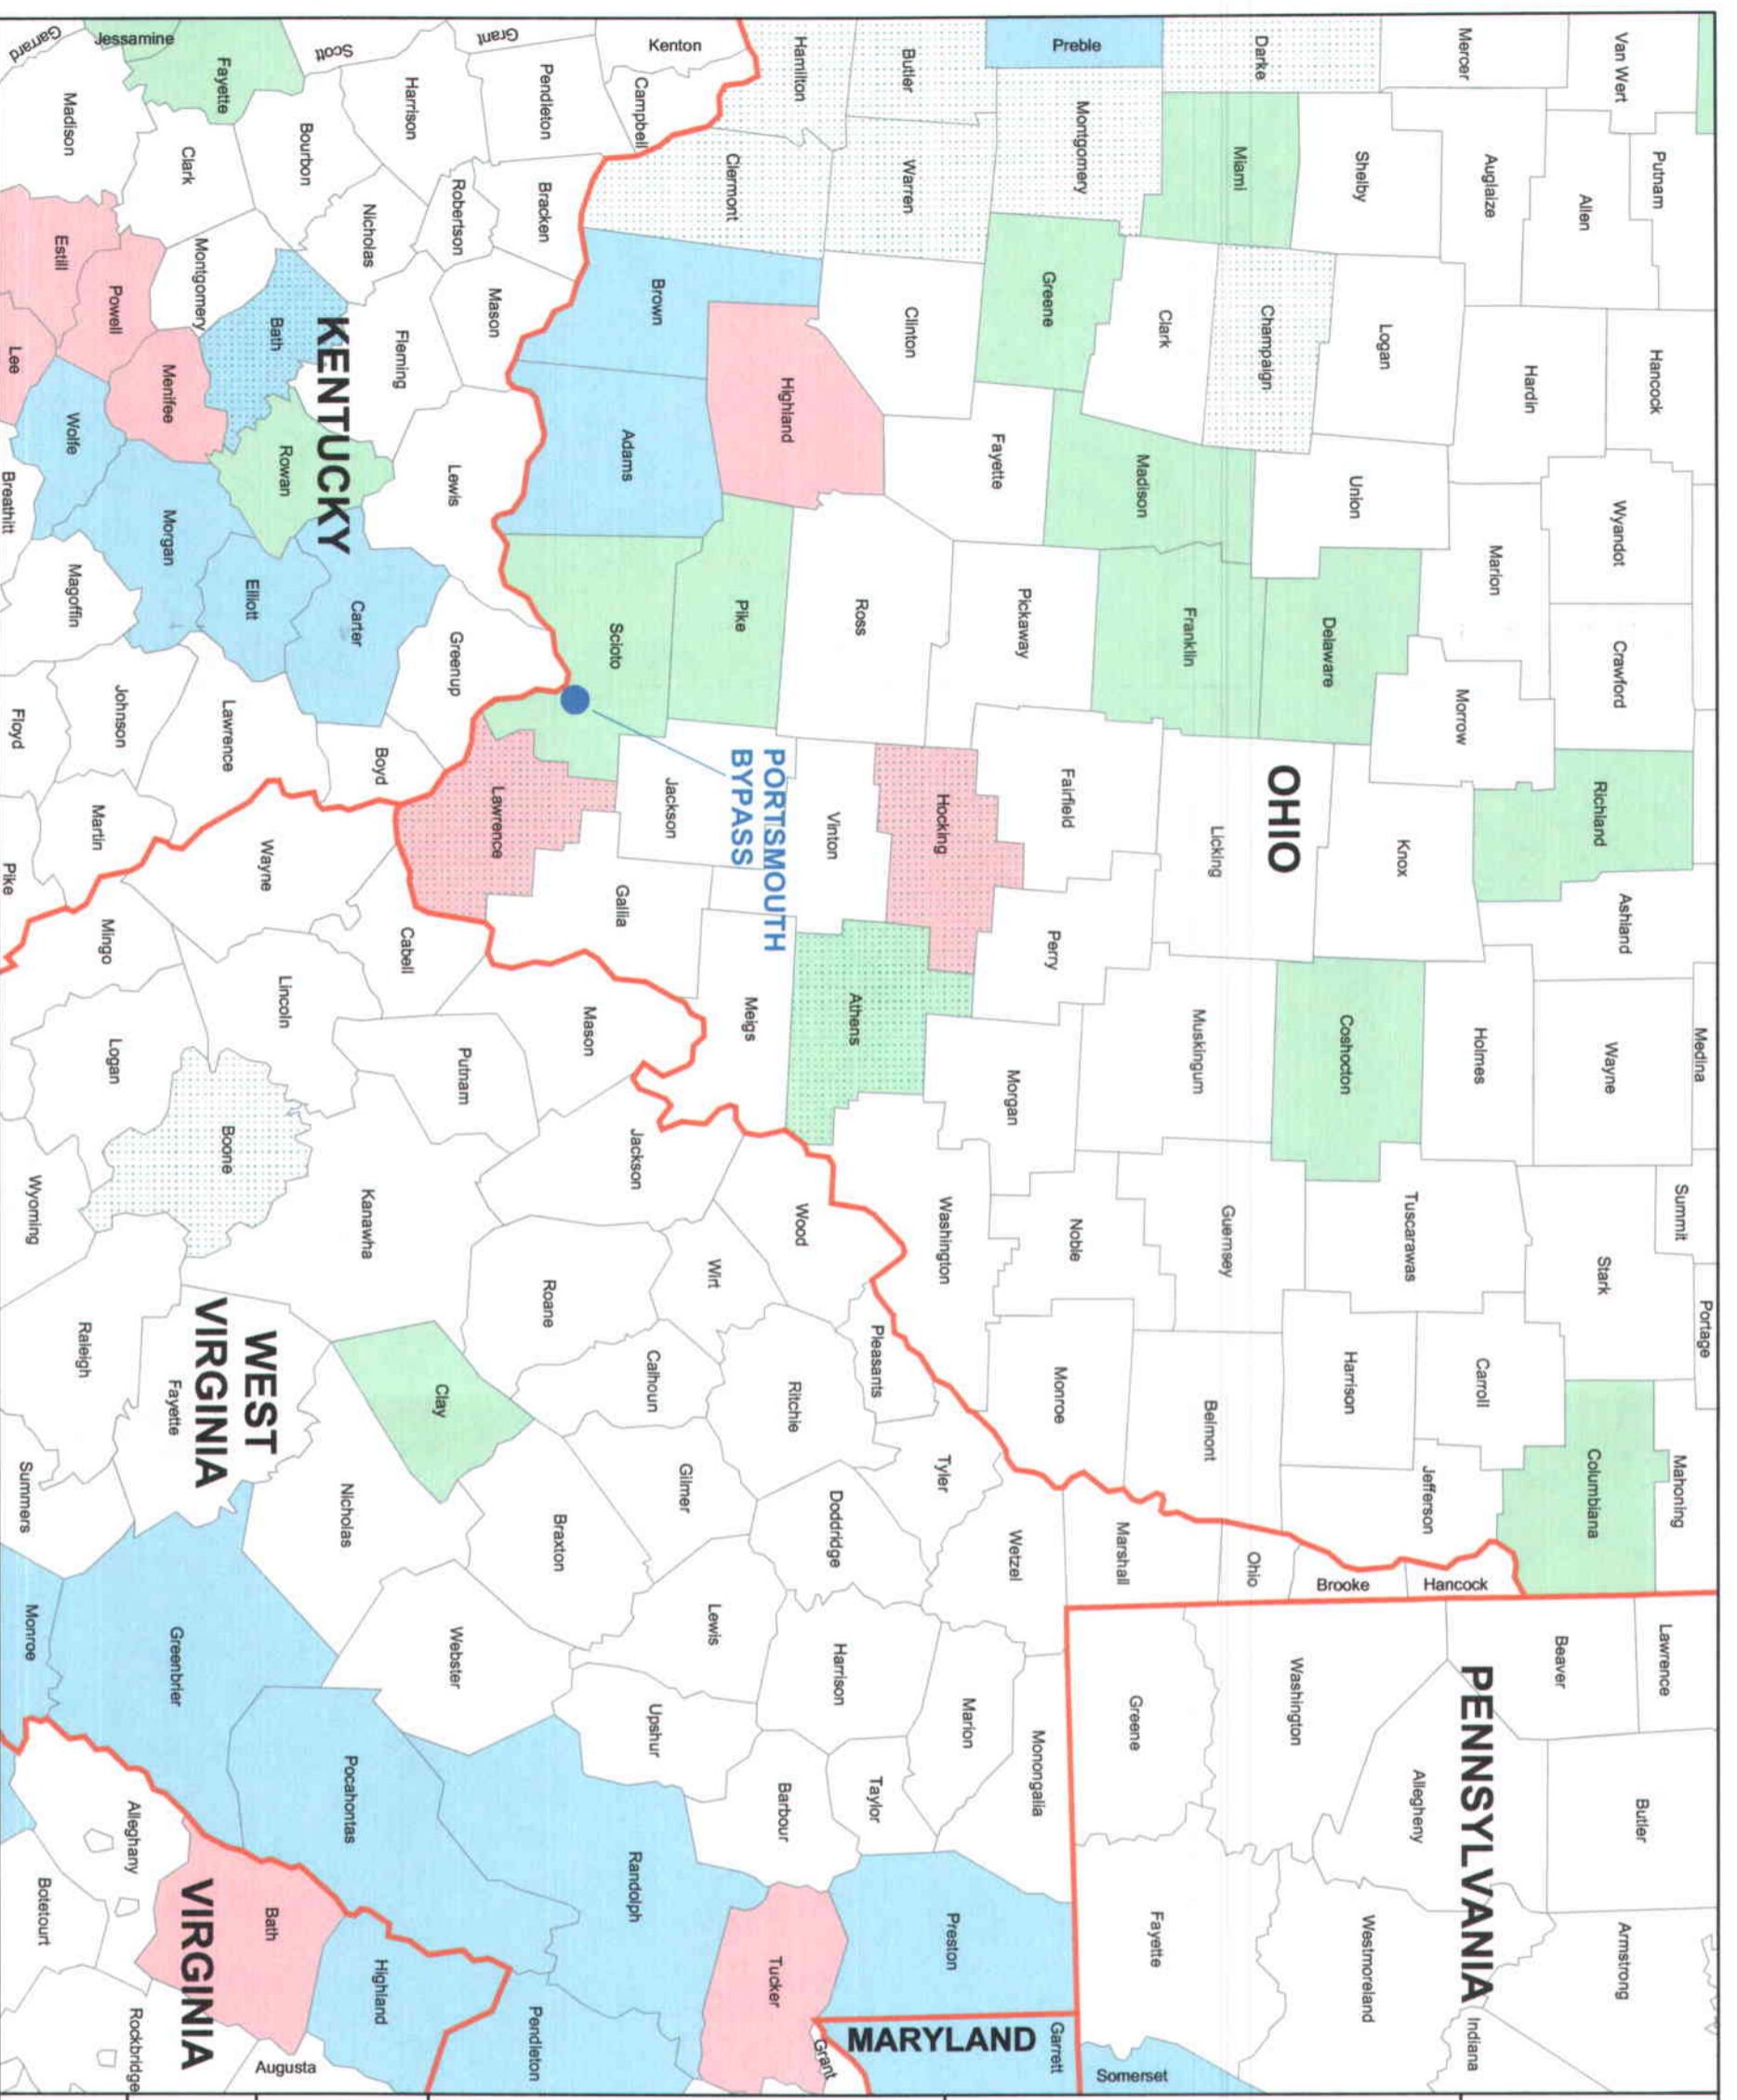 Van Wert
Putnam
Hancock
Wyandot
Crawford
Richland
Ashland
Medina
Wayne
Summit
Portage
Stark
Mahoning
Columbiana
Mercer
Auglaize
Allen
Hardin
Marion
Morrow
Holmes
Carroll
Tuscarawas
Jefferson
Darke
Shelby
Logan
Union
Delaware
Knox
Coshocton
Harrison
Miami
Champaign
Clark
Madison
Franklin
Licking
OHIO
Muskingum
Guernsey
Belmont
Preble
Montgomery
Greene
Fayette
Pickaway
Fairfield
Perry
Morgan
Noble
Monroe
Butler
Warren
Clinton
Ross
Hocking
Athens
Washington
Hamilton
Clermont
Brown
Highland
Adams
Pike
Scioto
Vinton
Jackson
PORTSMOUTH
BYPASS
Gallia
Meigs
Lawrence
Lawrence
Beaver
Butler
Armstrong
PENNSYLVANIA
Indiana
Allegheny
Westmoreland
Washington
Greene
Fayette
Somerset
Hancock
Brooke
Ohio
Marshall
Wetzel
Tyler
Pleasants
Wood
Wirt
Ritchie
Doddridge
Harrison
Marion
Monongalia
Taylor
Barbour
Preston
Tucker
Grant
MARYLAND
Garrett
Mason
Jackson
Roane
Calhoun
Gilmer
Lewis
Upshur
Randolph
Pendleton
Putnam
Cabell
Wayne
Lincoln
Kanawha
Clay
Braxton
Webster
Nicholas
Pocahontas
Boone
Logan
Mingo
Wyoming
Raleigh
WEST
VIRGINIA
Fayette
Summers
Greenbrier
Monroe
Highland
Bath
VIRGINIA
Augusta
Rockbridge
Alleghany
Botetourt
Kenton
Campbell
Grant
Pendleton
Bracken
Mason
Lewis
Greenup
Boyd
Scott
Harrison
Robertson
Nicholas
Fleming
KENTUCKY
Carter
Lawrence
Bourbon
Fayette
Jessamine
Clark
Montgomery
Bath
Rowan
Elliott
Garrard
Madison
Estill
Powell
Menifee
Morgan
Wolfe
Lee
Breathitt
Magoffin
Johnson
Martin
Floyd
Pike